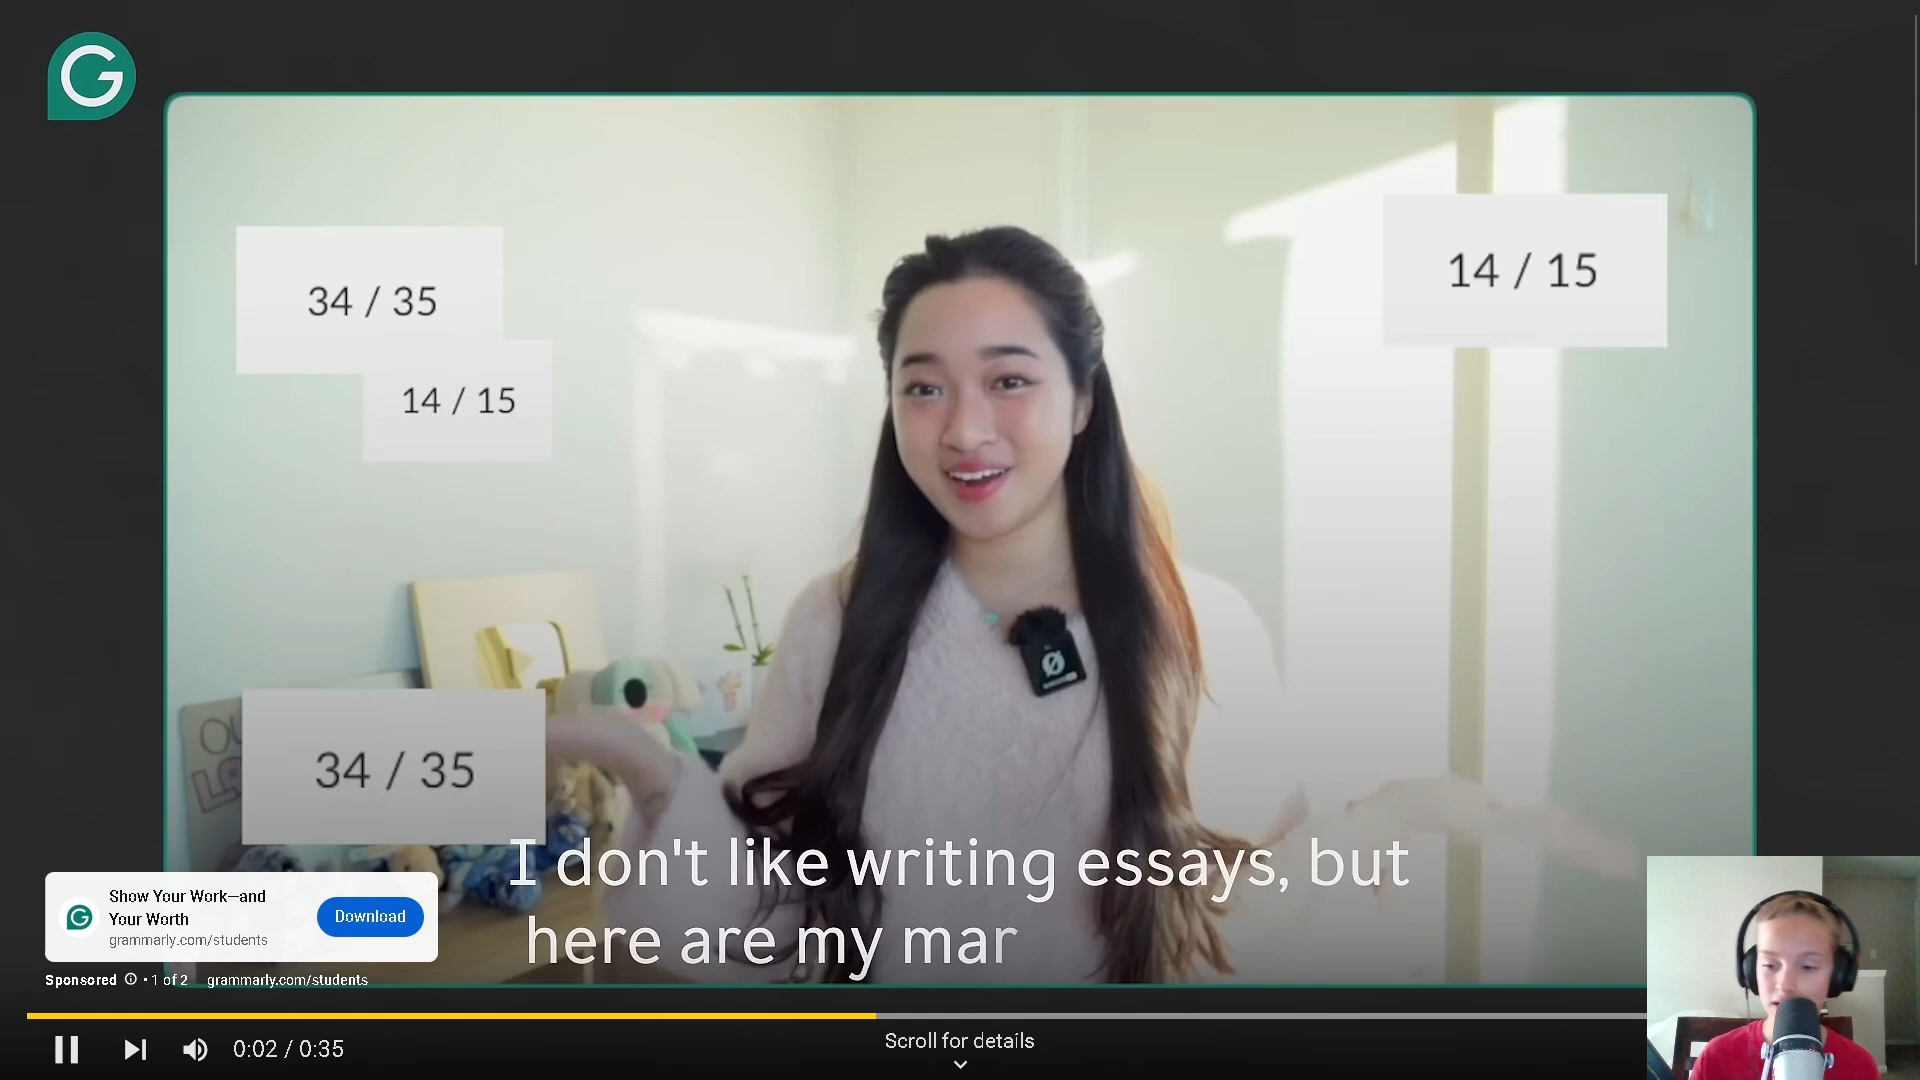 G
34 / 35
14 / 15
14 / 15
34 / 35
I don't like writing essays, but
here are my mar
Show Your Work—and
Your Worth
grammarly.com/students
Download
Sponsored • 1 of 2 grammarly.com/students
0:02 / 0:35
Scroll for details